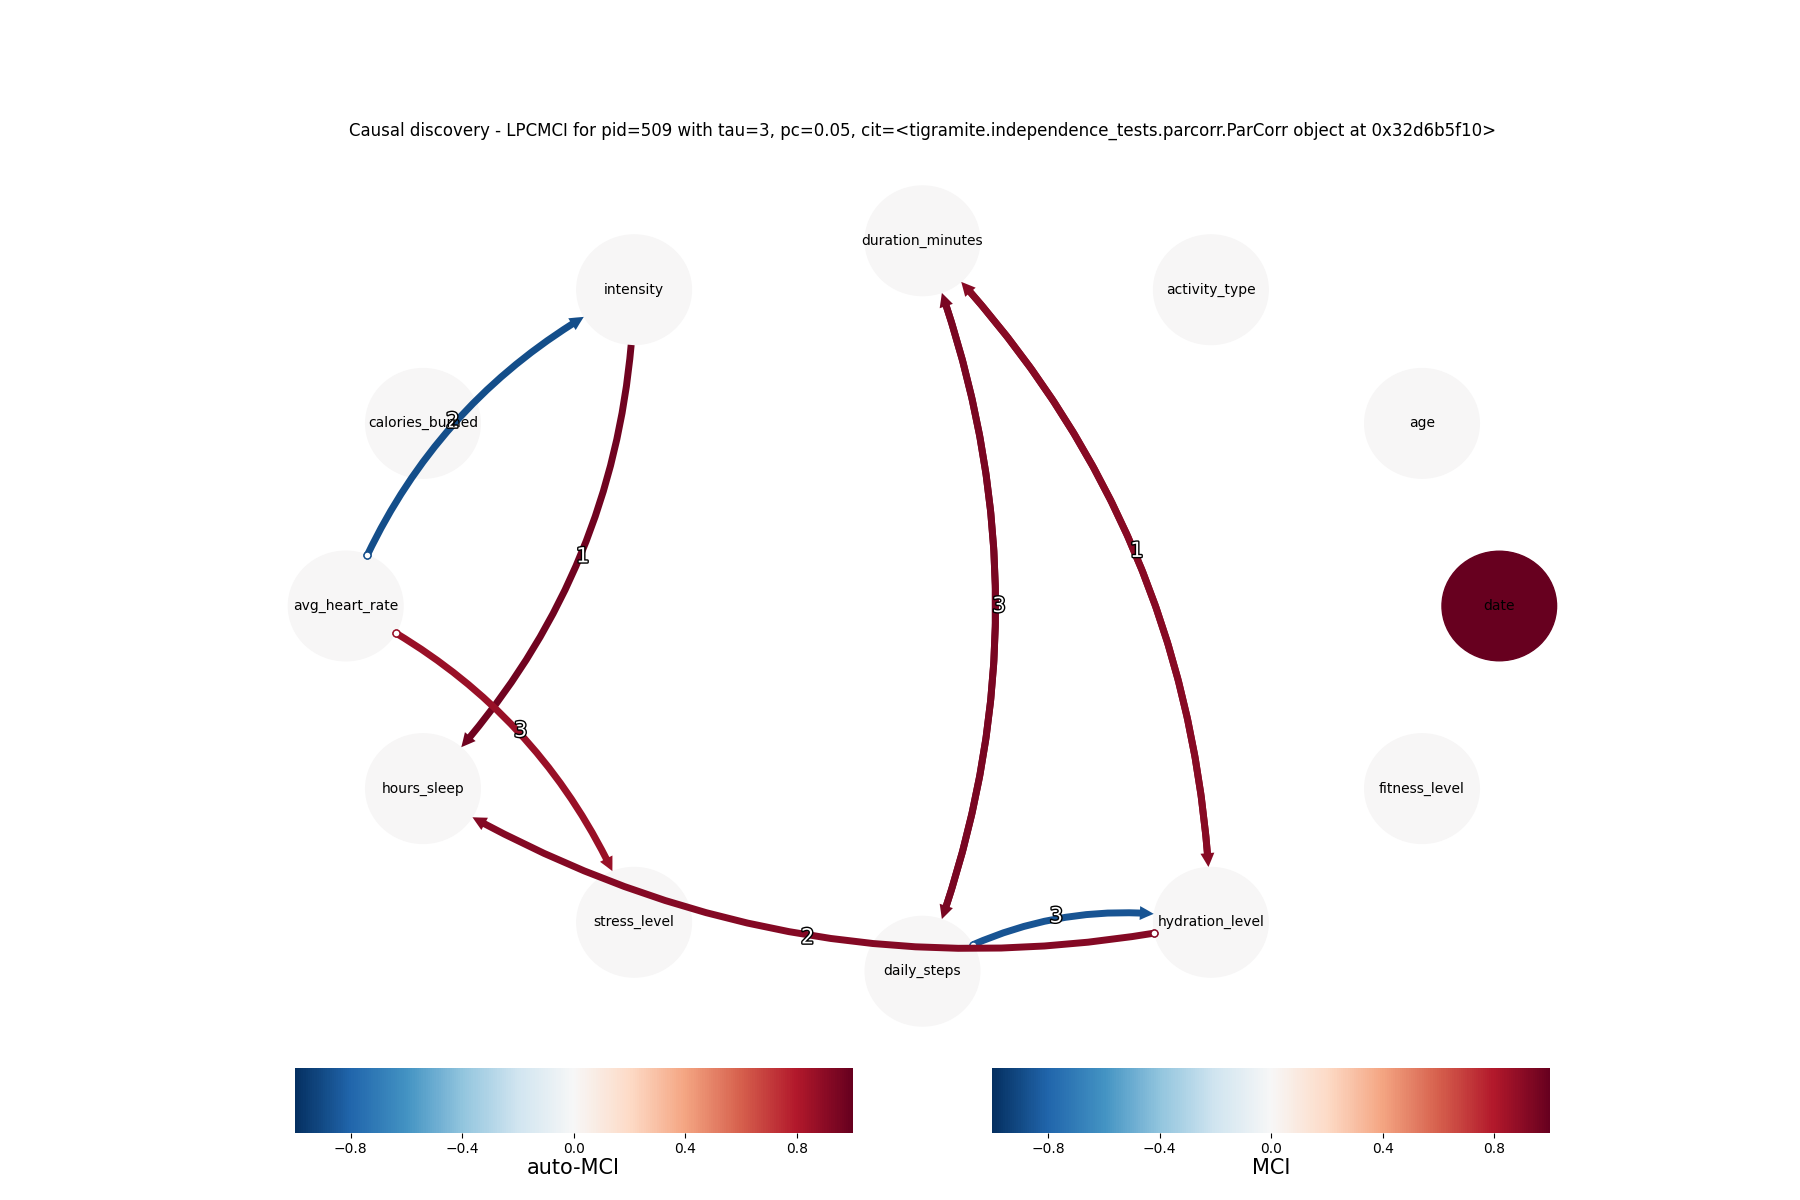 Causal discovery - LPCMCI for pid=509 with tau=3, pc=0.05, cit=<tigramite.independence_tests.parcorr.ParCorr object at 0x32d6b5f10>
duration_minutes
intensity
activity_type
calories_burned
2
age
1
1
avg_heart_rate
3
date
3
hours_sleep
fitness_level
stress_level
2
3
hydration_level
daily_steps
−0.8 −0.4 0.0 0.4 0.8
auto-MCI
−0.8 −0.4 0.0 0.4 0.8
MCI